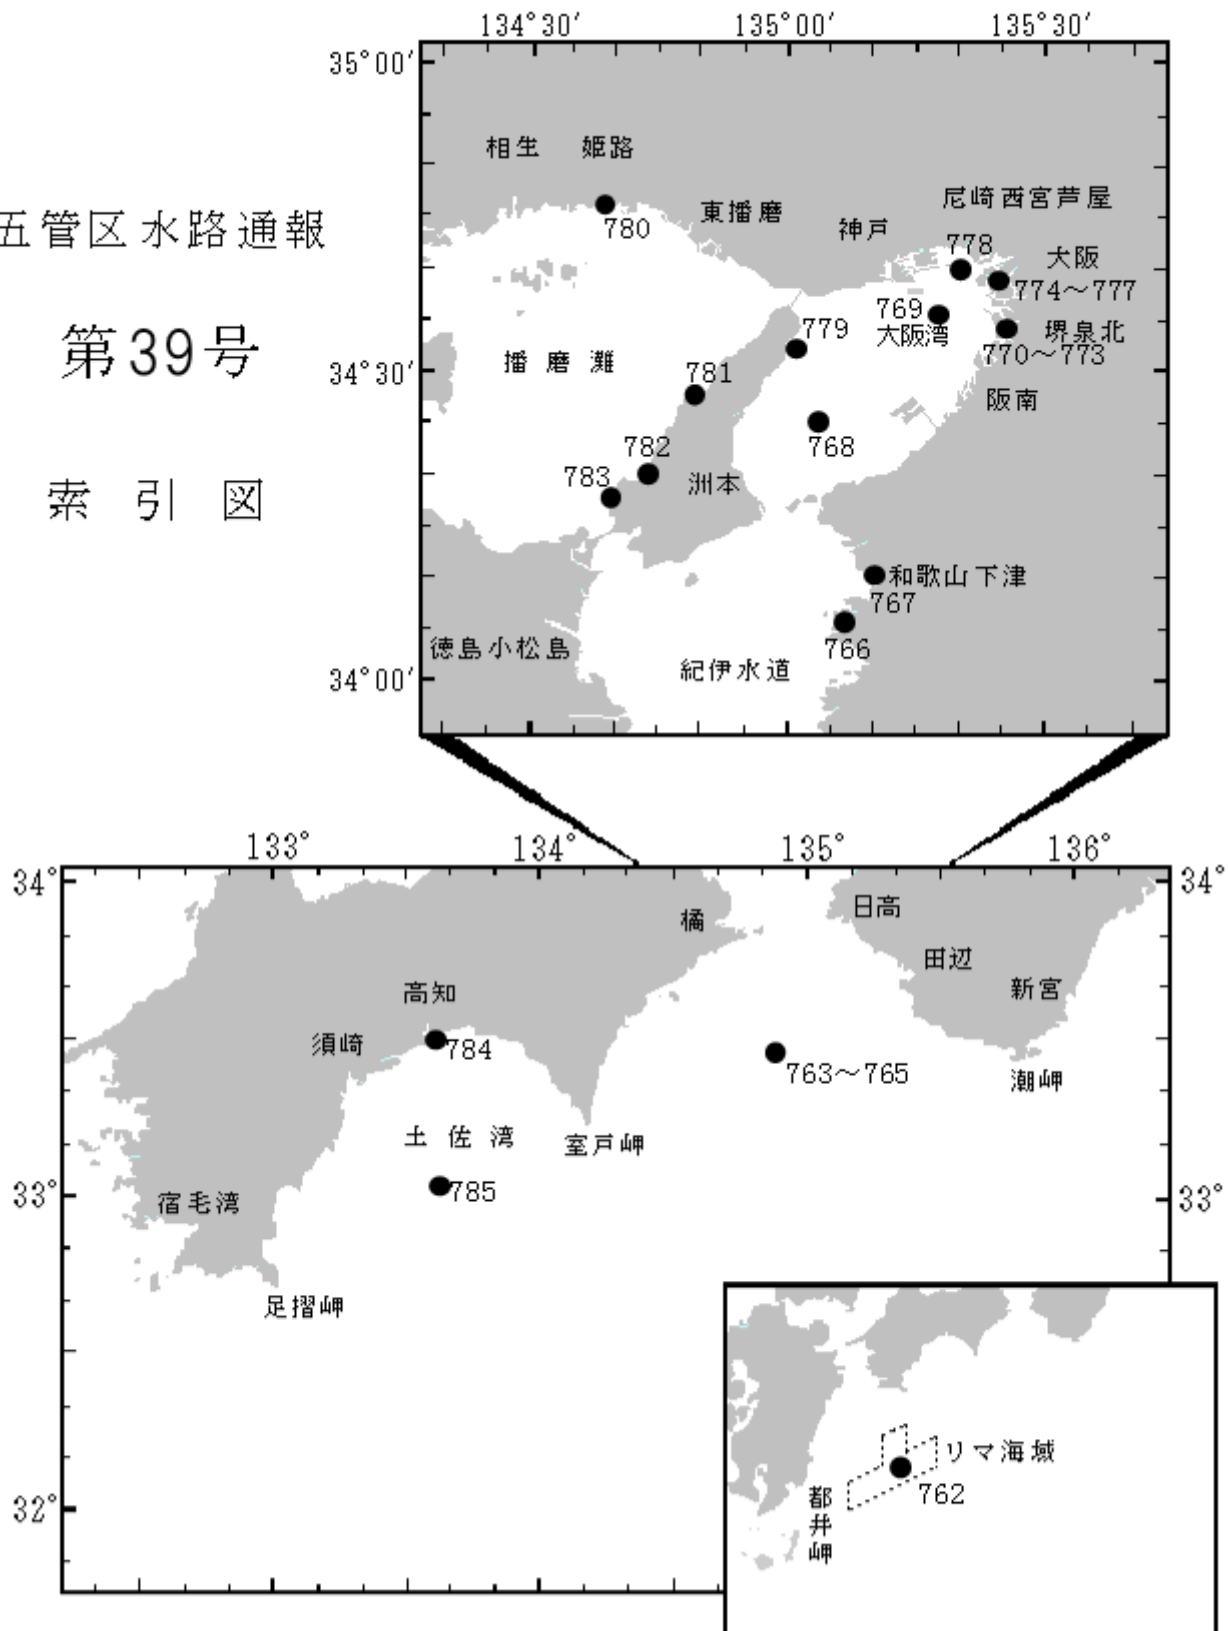 134°30′ 135°00′ 135°30′
35°00′
相生 姫路
尼崎西宮芦屋
東播磨
神戸
780
778
大阪
774～777
五管区水路通報
769
大阪湾
779
堺泉北
770～773
第39号
播磨灘
34°30′
781
阪南
768
782
783
洲本
索引図
和歌山下津
767
766
徳島小松島
紀伊水道
34°00′
133° 134° 135° 136°
34° 34°
橘
日高
田辺
新宮
高知
須崎
784
763～765
潮岬
土佐湾
室戸岬
785
宿毛湾
33° 33°
足摺岬
リマ海域
762
都井岬
32°